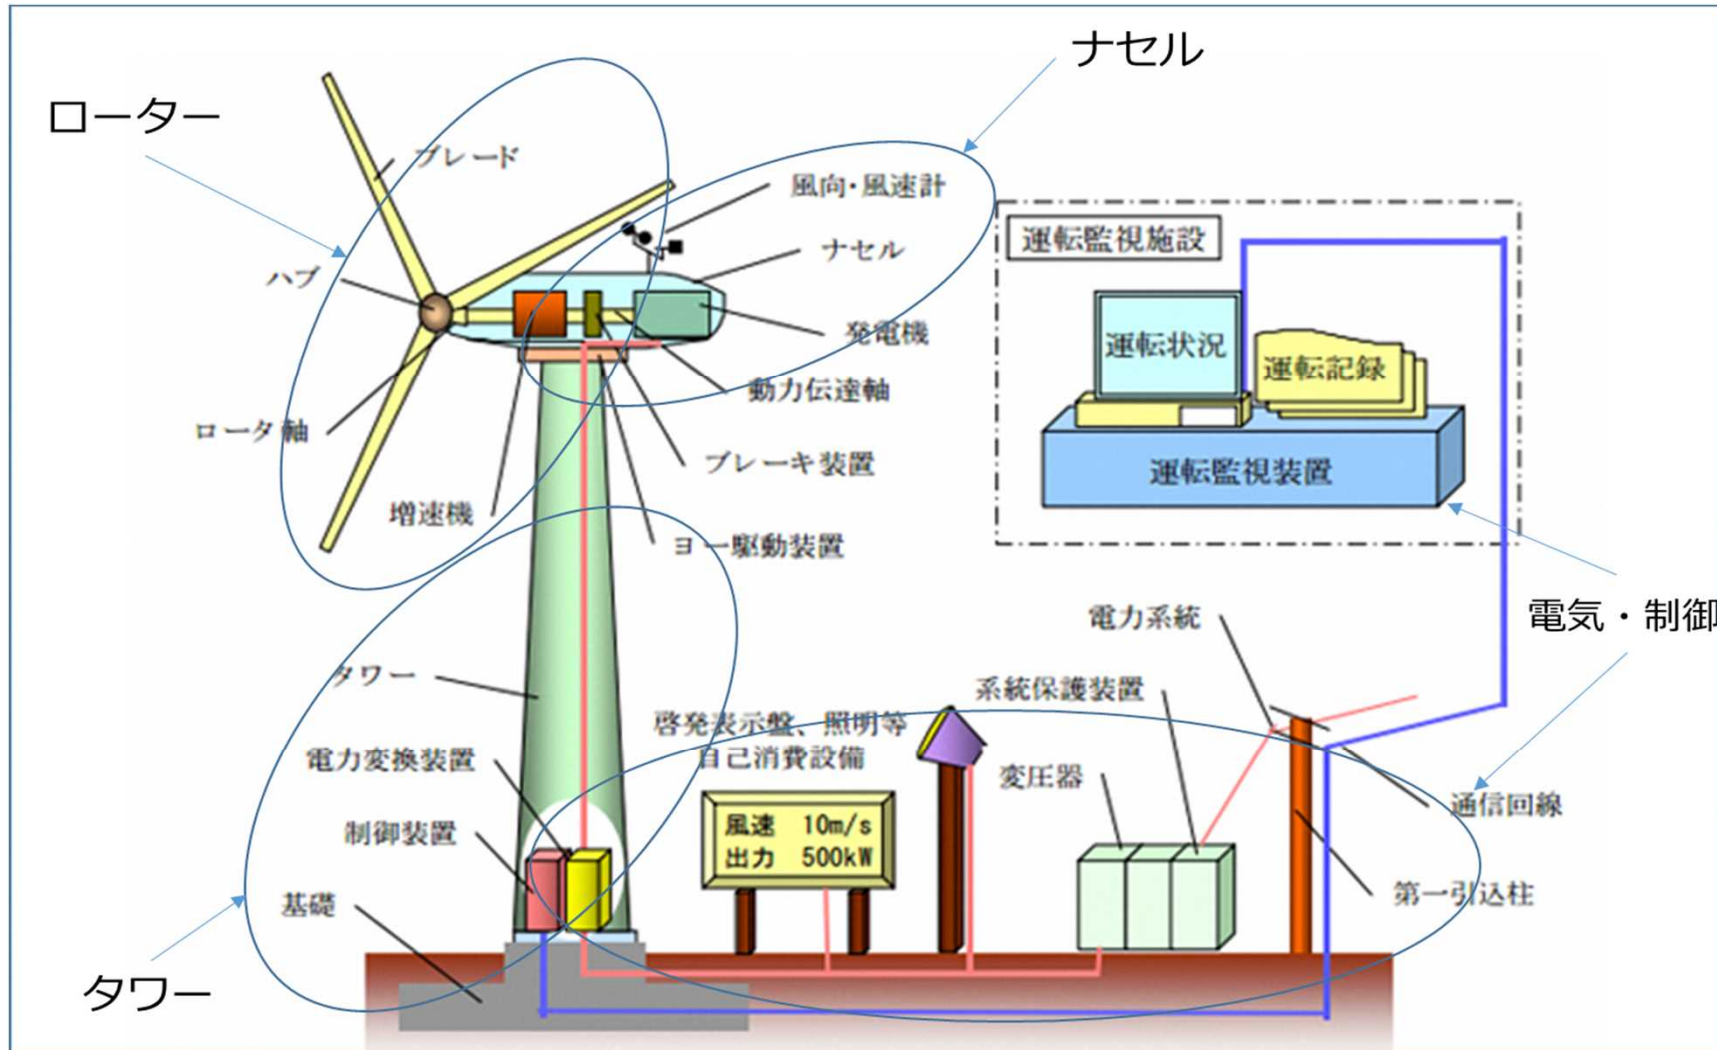 ナセル
ローター
ブレード
風向・風速計
ナセル
ハブ
発電機
動力伝達軸
ロータ軸
ブレーキ装置
増速機
ヨー駆動装置
運転監視施設
運転状況
運転記録
運転監視装置
電気・制御
電力系統
系統保護装置
タワー
啓発表示盤、照明等
自己消費設備
電力変換装置
変圧器
通信回線
制御装置
風速 10m/s
出力 500kW
基礎
第一引込柱
タワー